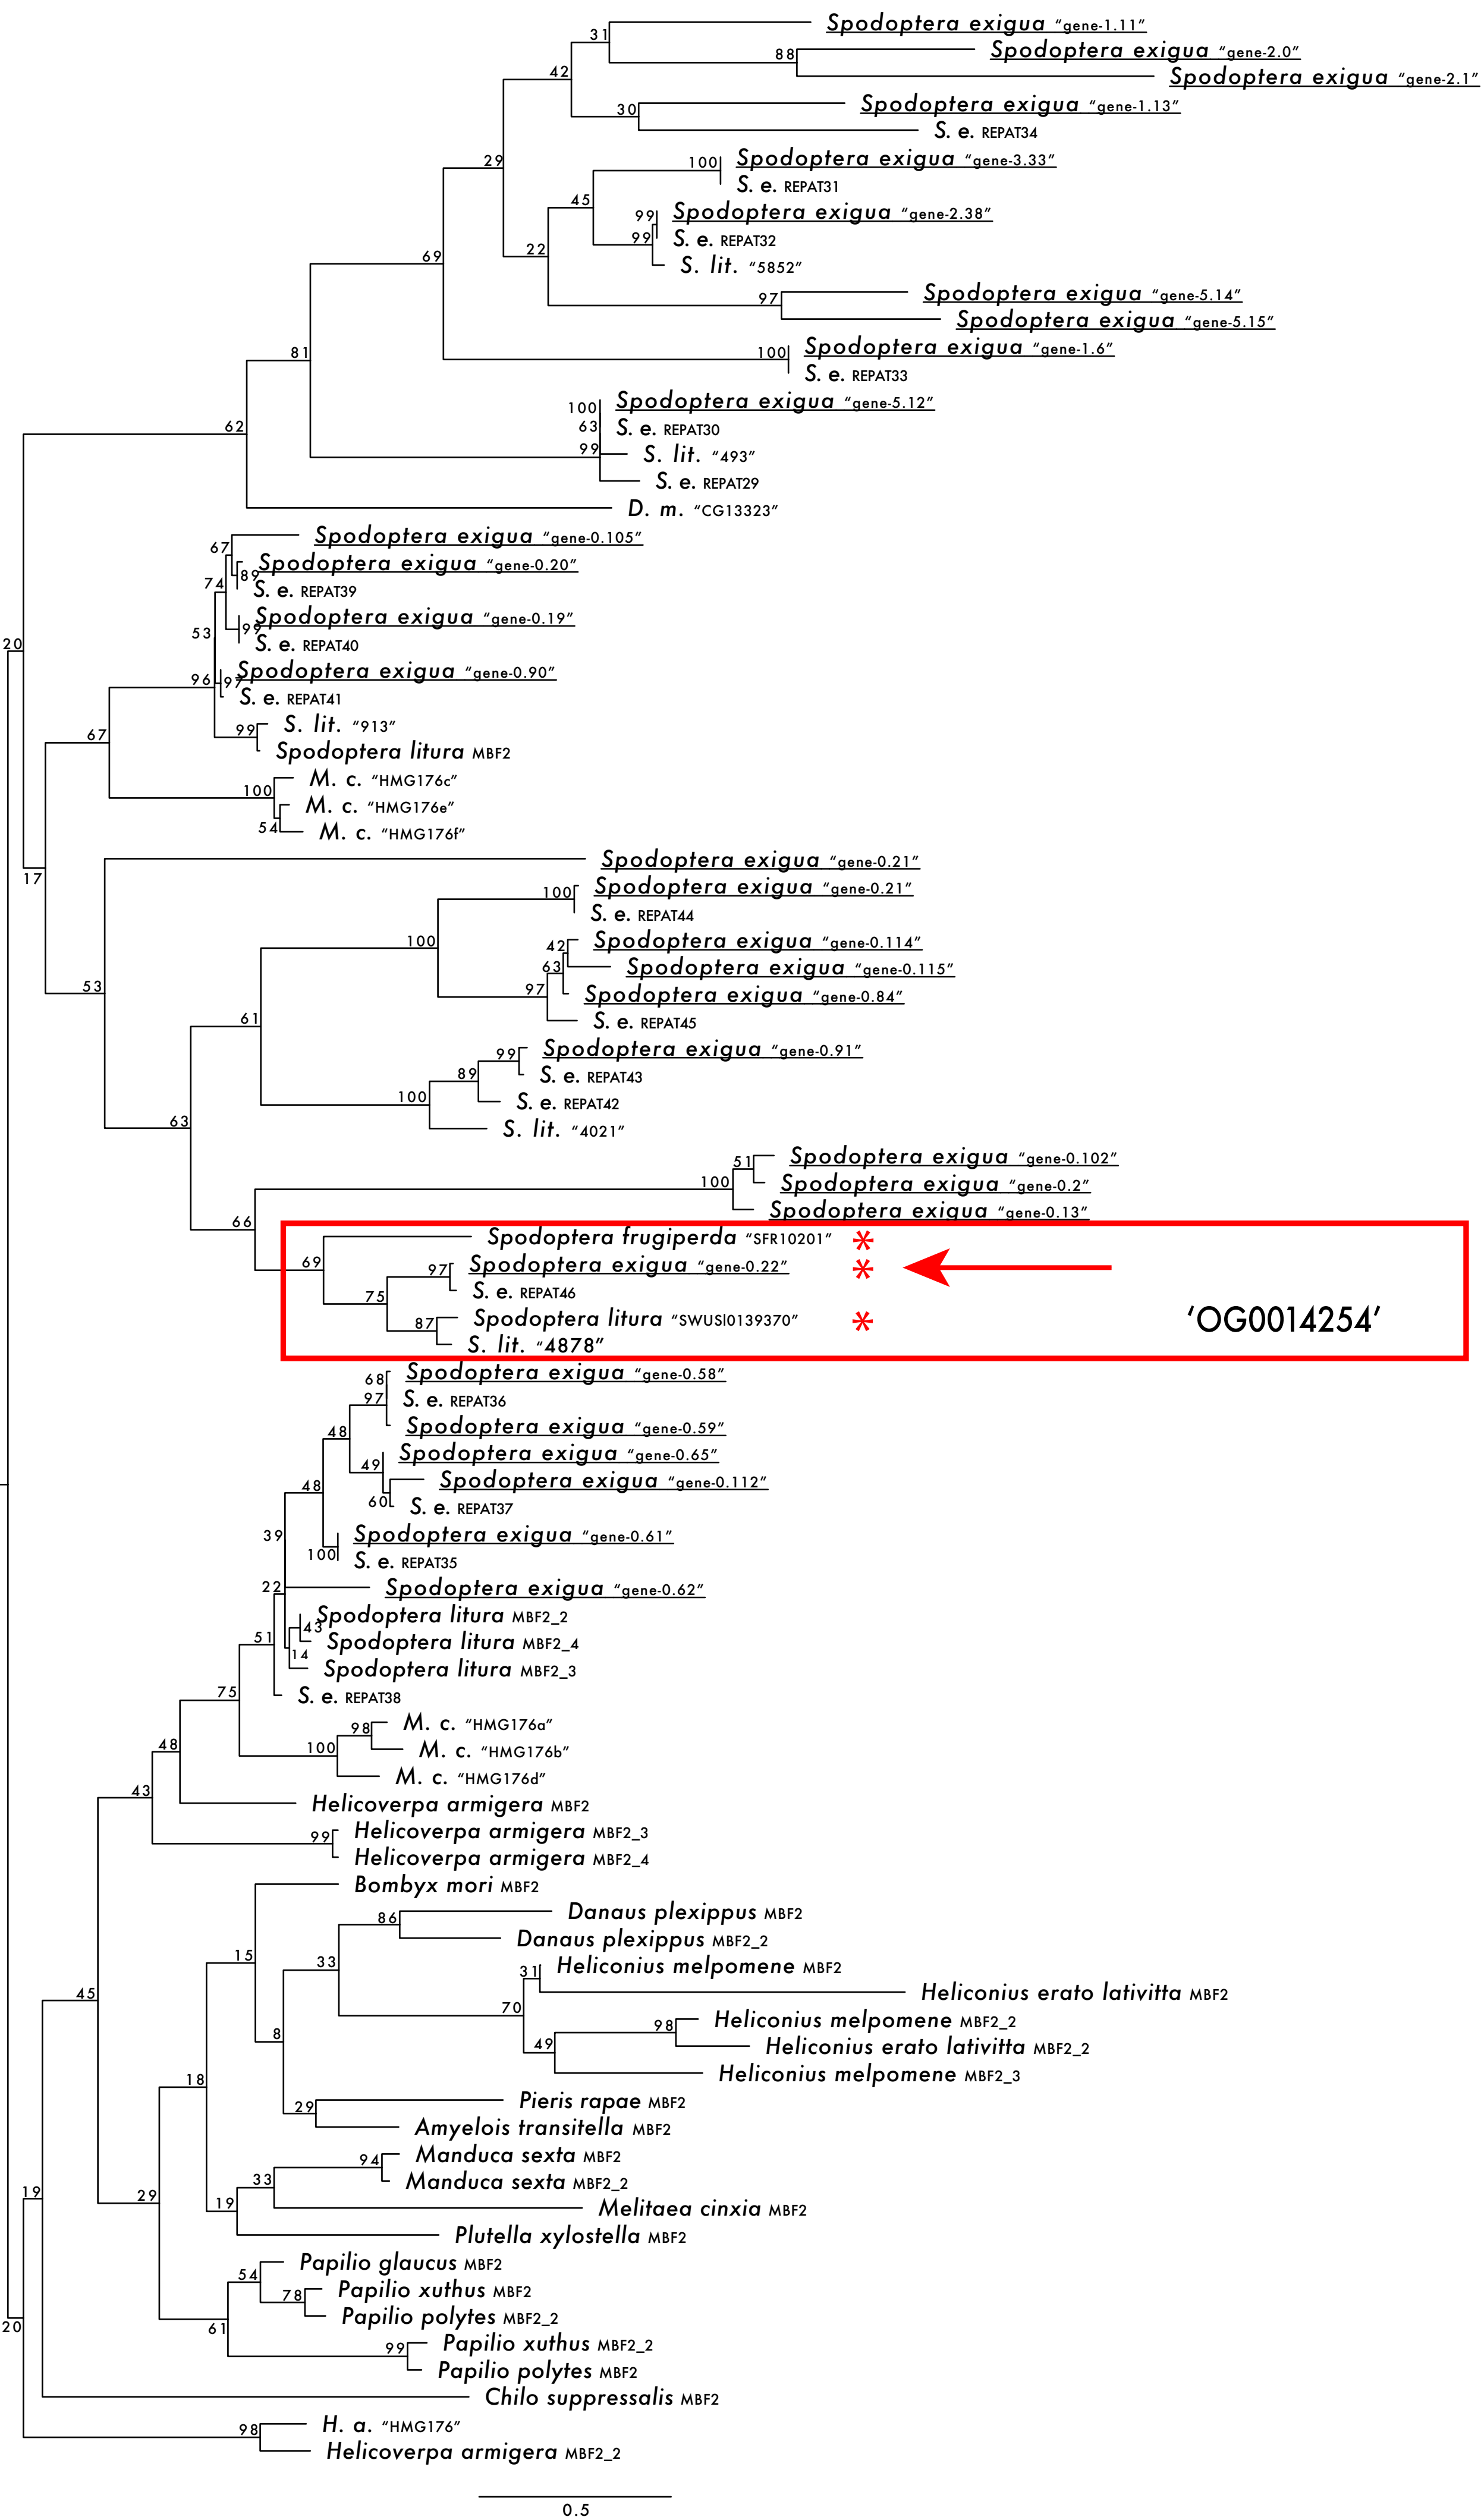 31
Spodoptera exigua “gene-1.11”
88
Spodoptera exigua “gene-2.0”
42
Spodoptera exigua “gene-2.1”
30
Spodoptera exigua “gene-1.13”
S. e. REPAT34
29
100
Spodoptera exigua “gene-3.33”
S. e. REPAT31
45
99
Spodoptera exigua “gene-2.38”
99
S. e. REPAT32
22
S. lit. “5852”
69
97
Spodoptera exigua “gene-5.14”
Spodoptera exigua “gene-5.15”
81
100
Spodoptera exigua “gene-1.6”
S. e. REPAT33
100
Spodoptera exigua “gene-5.12”
62
63
S. e. REPAT30
99
S. lit. “493”
S. e. REPAT29
D. m. “CG13323”
67
Spodoptera exigua “gene-0.105”
89
Spodoptera exigua “gene-0.20”
74
S. e. REPAT39
99
Spodoptera exigua “gene-0.19”
20
53
S. e. REPAT40
96
97
Spodoptera exigua “gene-0.90”
S. e. REPAT41
67
99
S. lit. “913”
Spodoptera litura MBF2
100
M. c. “HMG176c”
M. c. “HMG176e”
54
M. c. “HMG176f”
17
Spodoptera exigua “gene-0.21”
100
Spodoptera exigua “gene-0.21”
S. e. REPAT44
100
42
Spodoptera exigua “gene-0.114”
63
Spodoptera exigua “gene-0.115”
53
97
Spodoptera exigua “gene-0.84”
61
S. e. REPAT45
99
Spodoptera exigua “gene-0.91”
89
S. e. REPAT43
100
S. e. REPAT42
63
S. lit. “4021”
51
Spodoptera exigua “gene-0.102”
100
Spodoptera exigua “gene-0.2”
66
Spodoptera exigua “gene-0.13”
Spodoptera frugiperda “SFR10201” *
69
97
Spodoptera exigua “gene-0.22” *
75
S. e. REPAT46
87
Spodoptera litura “SWUSl0139370” *
‘OG0014254’
S. lit. “4878”
68
Spodoptera exigua “gene-0.58”
97
S. e. REPAT36
48
Spodoptera exigua “gene-0.59”
49
Spodoptera exigua “gene-0.65”
48
Spodoptera exigua “gene-0.112”
60
S. e. REPAT37
39
Spodoptera exigua “gene-0.61”
100
S. e. REPAT35
22
Spodoptera exigua “gene-0.62”
43
Spodoptera litura MBF2_2
51
Spodoptera litura MBF2_4
14
Spodoptera litura MBF2_3
75
S. e. REPAT38
98
M. c. “HMG176a”
48
100
M. c. “HMG176b”
M. c. “HMG176d”
43
Helicoverpa armigera MBF2
99
Helicoverpa armigera MBF2_3
Helicoverpa armigera MBF2_4
Bombyx mori MBF2
86
Danaus plexippus MBF2
15
Danaus plexippus MBF2_2
33
31
Heliconius melpomene MBF2
45
Heliconius erato lativitta MBF2
70
98
Heliconius melpomene MBF2_2
8
49
Heliconius erato lativitta MBF2_2
18
Heliconius melpomene MBF2_3
29
Pieris rapae MBF2
Amyelois transitella MBF2
94
Manduca sexta MBF2
33
Manduca sexta MBF2_2
19
29
19
Melitaea cinxia MBF2
Plutella xylostella MBF2
54
Papilio glaucus MBF2
78
Papilio xuthus MBF2
20
61
Papilio polytes MBF2_2
99
Papilio xuthus MBF2_2
Papilio polytes MBF2
Chilo suppressalis MBF2
98
H. a. “HMG176”
Helicoverpa armigera MBF2_2
0.5